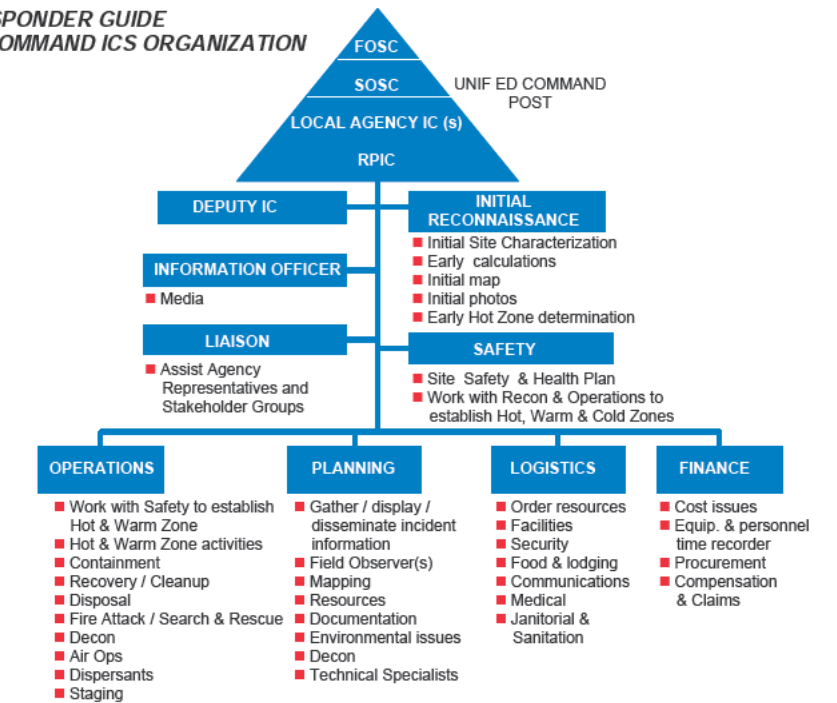 SPONDER GUIDE
OMMAND ICS ORGANIZATION
FOSC
SOSC
LOCAL AGENCY IC (s)
RPIC
UNIF ED COMMAND
POST
DEPUTY IC
INITIAL
RECONNAISSANCE
Initial Site Characterization
Early calculations
Initial map
Initial photos
Early Hot Zone determination
INFORMATION OFFICER
Media
LIAISON
Assist Agency
Representatives and
Stakeholder Groups
SAFETY
Site Safety & Health Plan
Work with Recon & Operations to
establish Hot, Warm & Cold Zones
OPERATIONS
Work with Safety to establish
Hot & Warm Zone
Hot & Warm Zone activities
Containment
Recovery / Cleanup
Disposal
Fire Attack / Search & Rescue
Decon
Air Ops
Dispersants
Staging
PLANNING
Gather / display /
disseminate incident
information
Field Observer(s)
Mapping
Resources
Documentation
Environmental issues
Decon
Technical Specialists
LOGISTICS
Order resources
Facilities
Security
Food & lodging
Communications
Medical
Janitorial &
Sanitation
FINANCE
Cost issues
Equip. & personnel
time recorder
Procurement
Compensation
& Claims